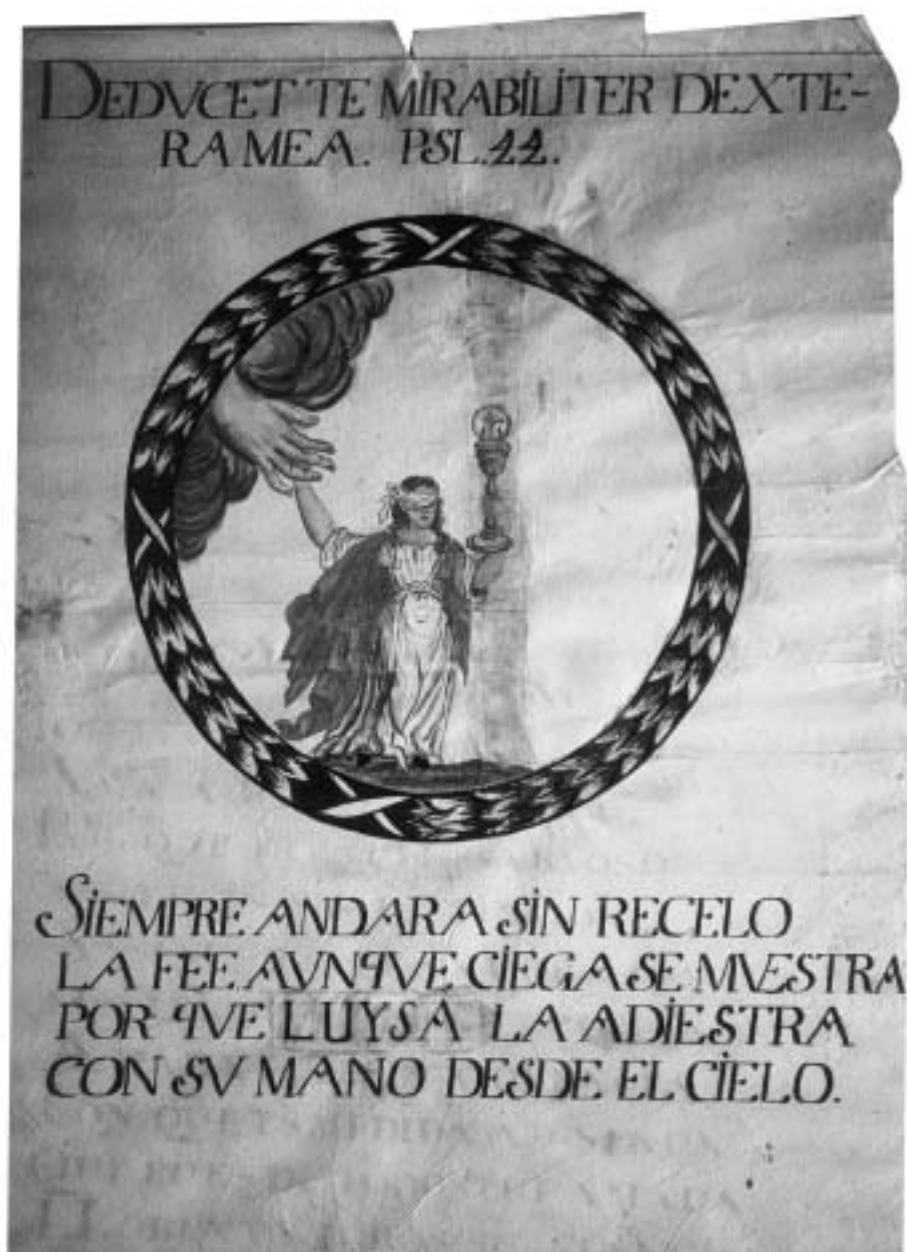 DEDVCET TE MIRABILITER DEXTE-
RA MEA. PSL. 44.
SIEMPRE ANDARA SIN RECELO
LA FEE AVNQVE CIEGA SE MVESTRA
POR QVE LUYSA LA ADIESTRA
CON SV MANO DESDE EL CIELO.